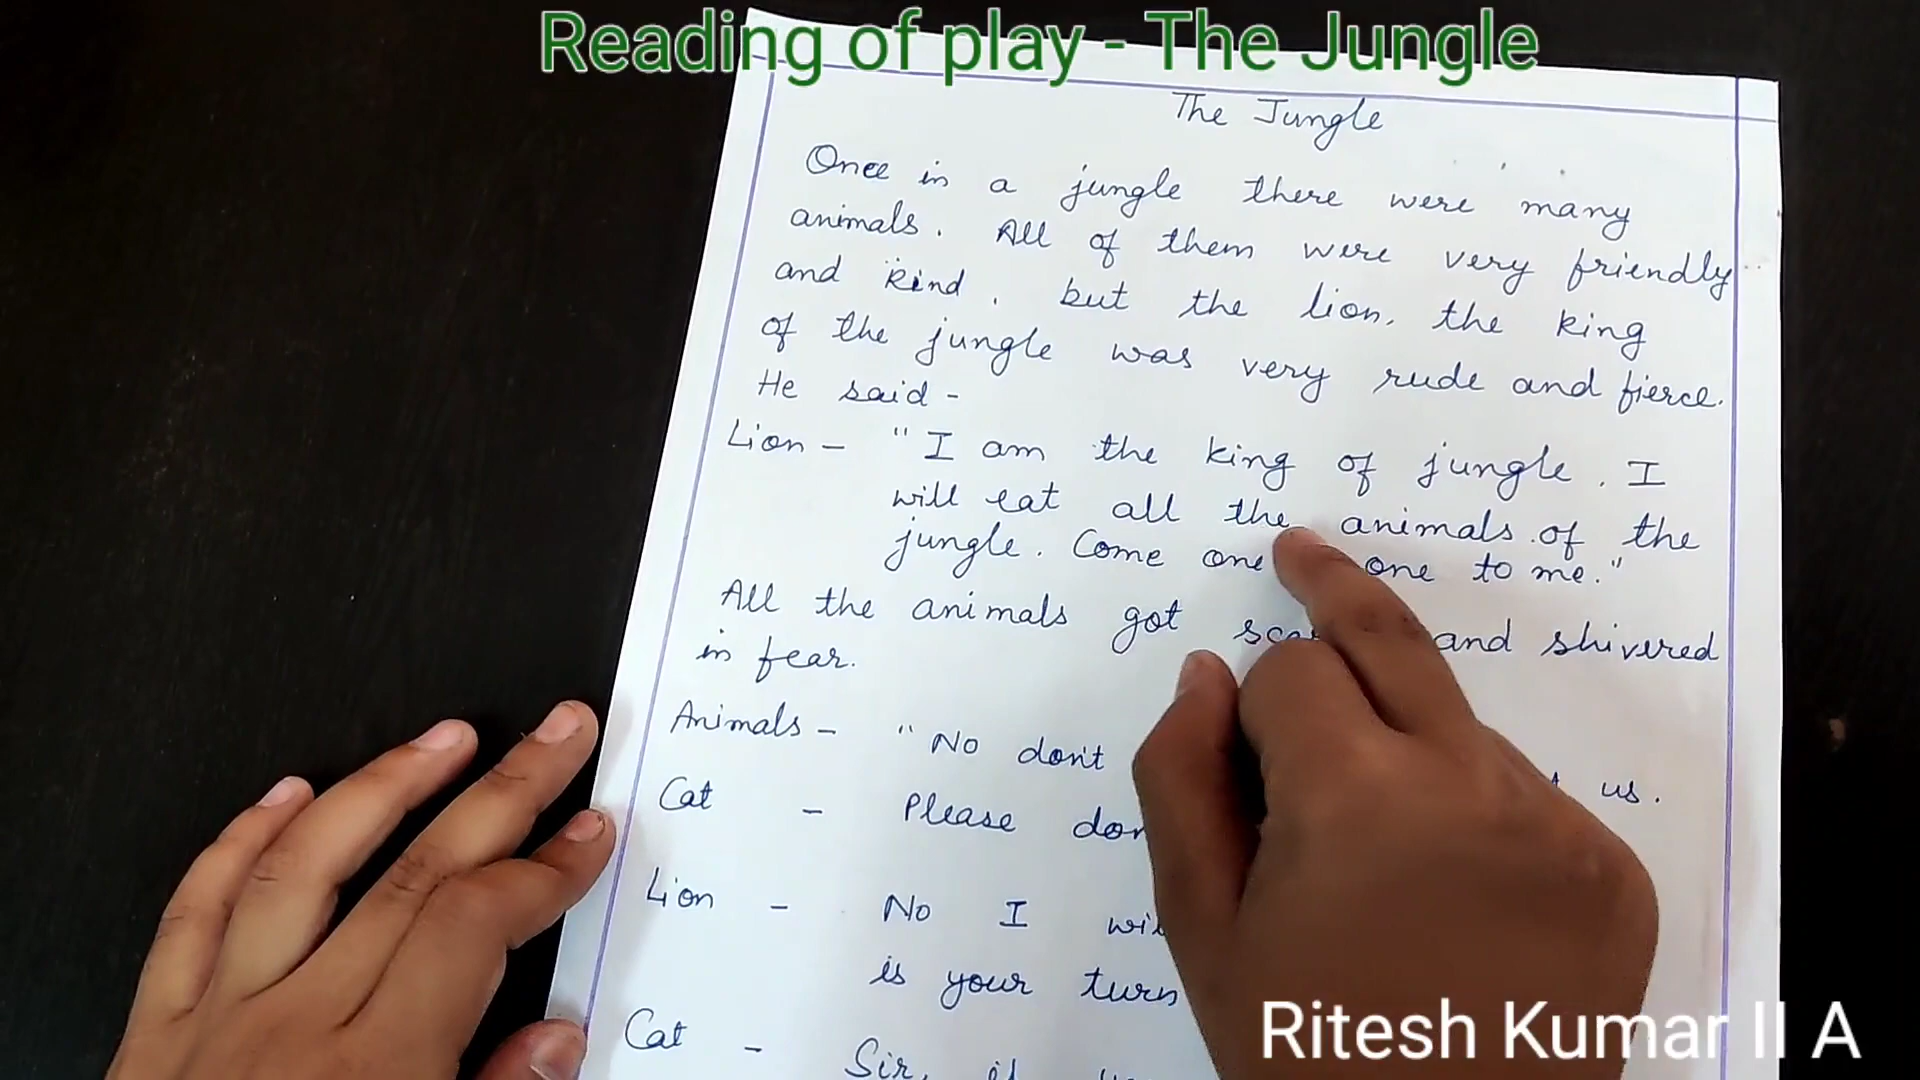 Reading of play - The Jungle
The Jungle
Once in a jungle there were many
animals. All of them were very friendly
and kind, but the lion, the king
of the jungle was very rude and fierce.
He said -
Lion - "I am the king of jungle. I
will eat all the animals of the
jungle. Come one one to me."
All the animals got and shivered
in fear.
Animals - "No don't us.
Cat - Please
Lion - No I
is your turn
Cat - Sir,
Ritesh Kumar II A